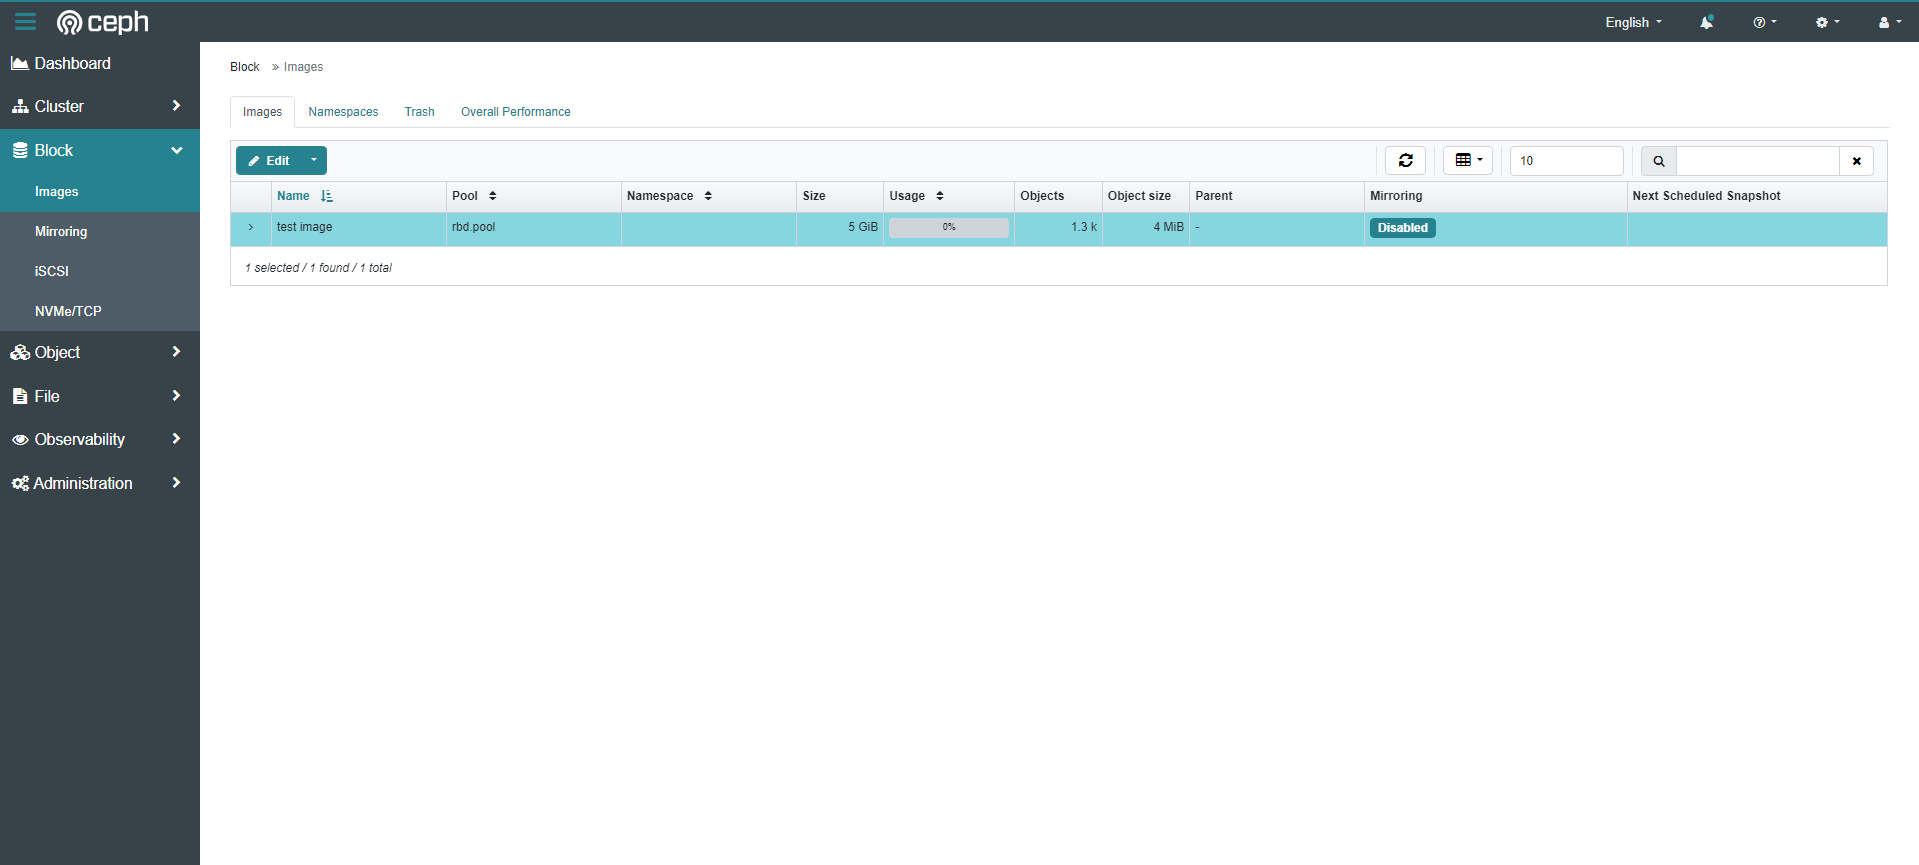 ceph
English
Dashboard
Cluster
Block
Images
Mirroring
iSCSI
NVMe/TCP
Object
File
Observability
Administration
Block » Images
Images Namespaces Trash Overall Performance
Edit 10
Name Pool Namespace Size Usage Objects Object size Parent Mirroring Next Scheduled Snapshot
test image rbd.pool 5 GiB 0% 1.3 k 4 MiB - Disabled
1 selected / 1 found / 1 total